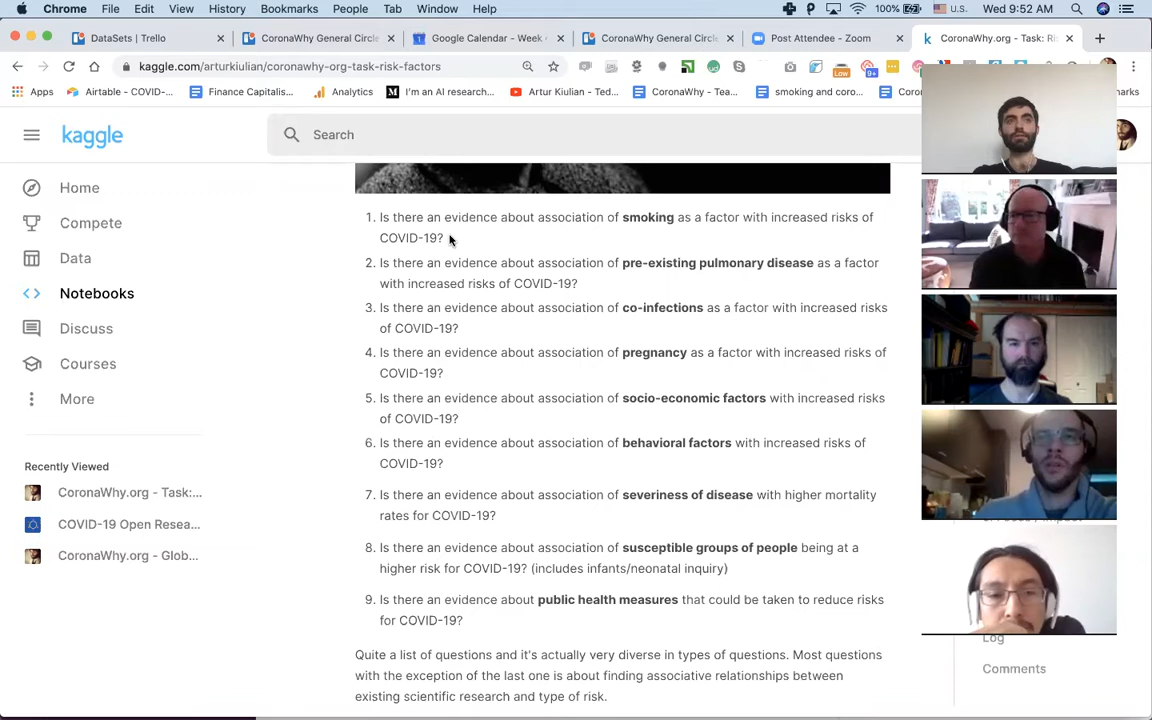 Chrome File Edit View History Bookmarks People Tab Window Help 100% U.S. Wed 9:52 AM
DataSets | Trello CoronaWhy General Circle Google Calendar - Week CoronaWhy General Circle Post Attendee - Zoom CoronaWhy.org - Task: Ri
kaggle.com/arturkiulian/coronawhy-org-task-risk-factors Low 9+
Apps Airtable – COVID-... Finance Capitalis... Analytics I'm an AI research... Artur Kiulian - Ted... CoronaWhy - Tea... smoking and coro... Coron
kaggle Search
Home
Compete
Data
Notebooks
Discuss
Courses
More
Recently Viewed
CoronaWhy.org - Task:...
COVID-19 Open Resea...
CoronaWhy.org - Glob...
1. Is there an evidence about association of smoking as a factor with increased risks of
COVID-19?
2. Is there an evidence about association of pre-existing pulmonary disease as a factor
with increased risks of COVID-19?
3. Is there an evidence about association of co-infections as a factor with increased risks
of COVID-19?
4. Is there an evidence about association of pregnancy as a factor with increased risks of
COVID-19?
5. Is there an evidence about association of socio-economic factors with increased risks
of COVID-19?
6. Is there an evidence about association of behavioral factors with increased risks of
COVID-19?
7. Is there an evidence about association of severiness of disease with higher mortality
rates for COVID-19?
8. Is there an evidence about association of susceptible groups of people being at a
higher risk for COVID-19? (includes infants/neonatal inquiry)
9. Is there an evidence about public health measures that could be taken to reduce risks
for COVID-19?
Quite a list of questions and it's actually very diverse in types of questions. Most questions
with the exception of the last one is about finding associative relationships between
existing scientific research and type of risk.
Log
Comments